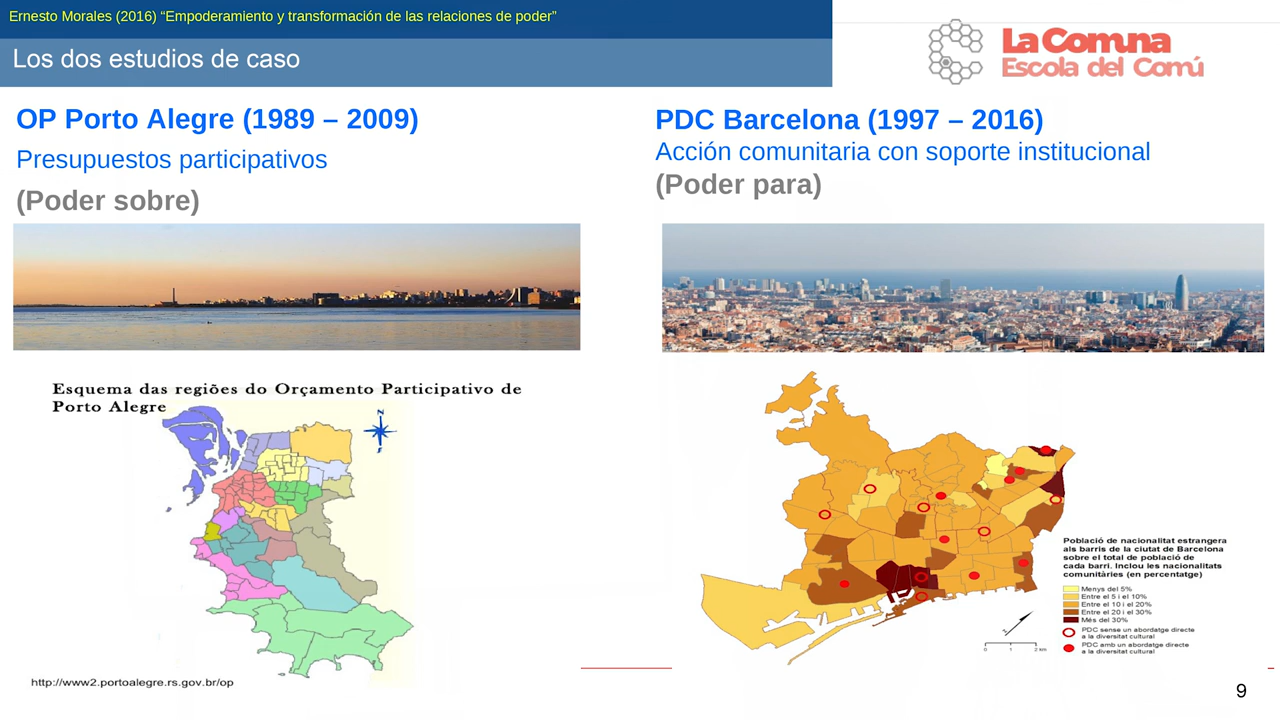 Ernesto Morales (2016) “Empoderamiento y transformación de las relaciones de poder”
Los dos estudios de caso
La Comuna
Escola del Comú
OP Porto Alegre (1989 – 2009)
Presupuestos participativos
(Poder sobre)
PDC Barcelona (1997 – 2016)
Acción comunitaria con soporte institucional
(Poder para)
Esquema das regiões do Orçamento Participativo de
Porto Alegre
N
S
http://www2.portoalegre.rs.gov.br/op
Població de nacionalitat estrangera
als barris de la ciutat de Barcelona
sobre el total de població de
cada barri. Inclou les nacionalitats
comunitàries (en percentatge)
Menys del 5%
Entre el 5 i el 10%
Entre el 10 i el 20%
Entre el 20 i el 30%
Més del 30%
PDC sense un abordatge directe
a la diversitat cultural
PDC amb un abordatge directe
a la diversitat cultural
0 1 2 km
9